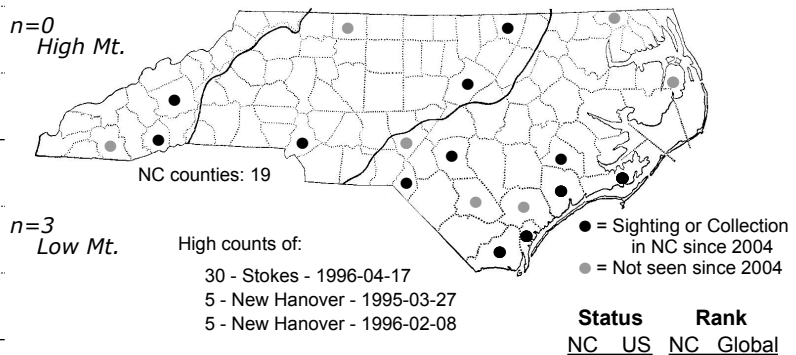 n=0
High Mt.
NC counties: 19
n=3
Low Mt.
High counts of:
30 - Stokes - 1996-04-17
5 - New Hanover - 1995-03-27
5 - New Hanover - 1996-02-08
= Sighting or Collection
in NC since 2004
= Not seen since 2004
Status Rank
NC US NC Global